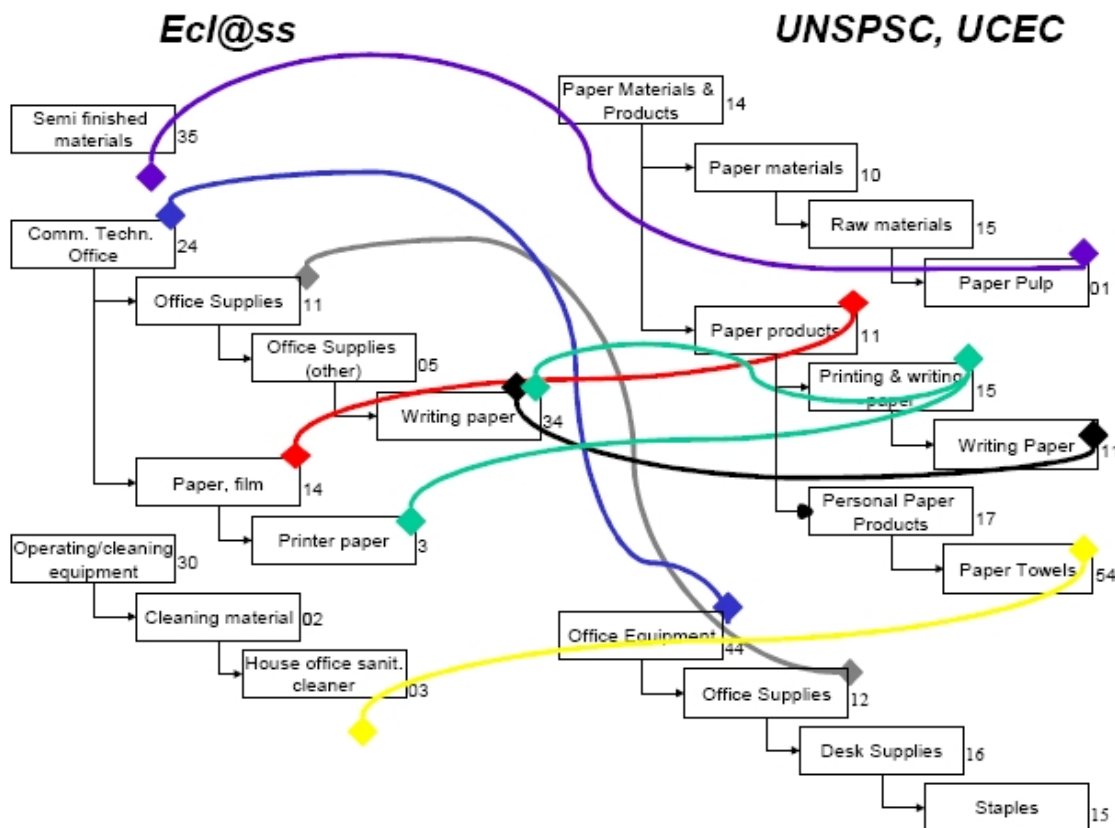 Ecl@ss
UNSPSC, UCEC
Semi finished
materials
35
Comm. Techn.
Office
24
Office Supplies
11
Office Supplies
(other)
05
Writing paper
34
Paper, film
14
Printer paper
3
Operating/cleaning
equipment
30
Cleaning material
02
House office sanit.
cleaner
03
Paper Materials &
Products
14
Paper materials
10
Raw materials
15
Paper Pulp
01
Paper products
11
Printing & writing
paper
15
Writing Paper
11
Personal Paper
Products
17
Paper Towels
54
Office Equipment
44
Office Supplies
12
Desk Supplies
16
Staples
15